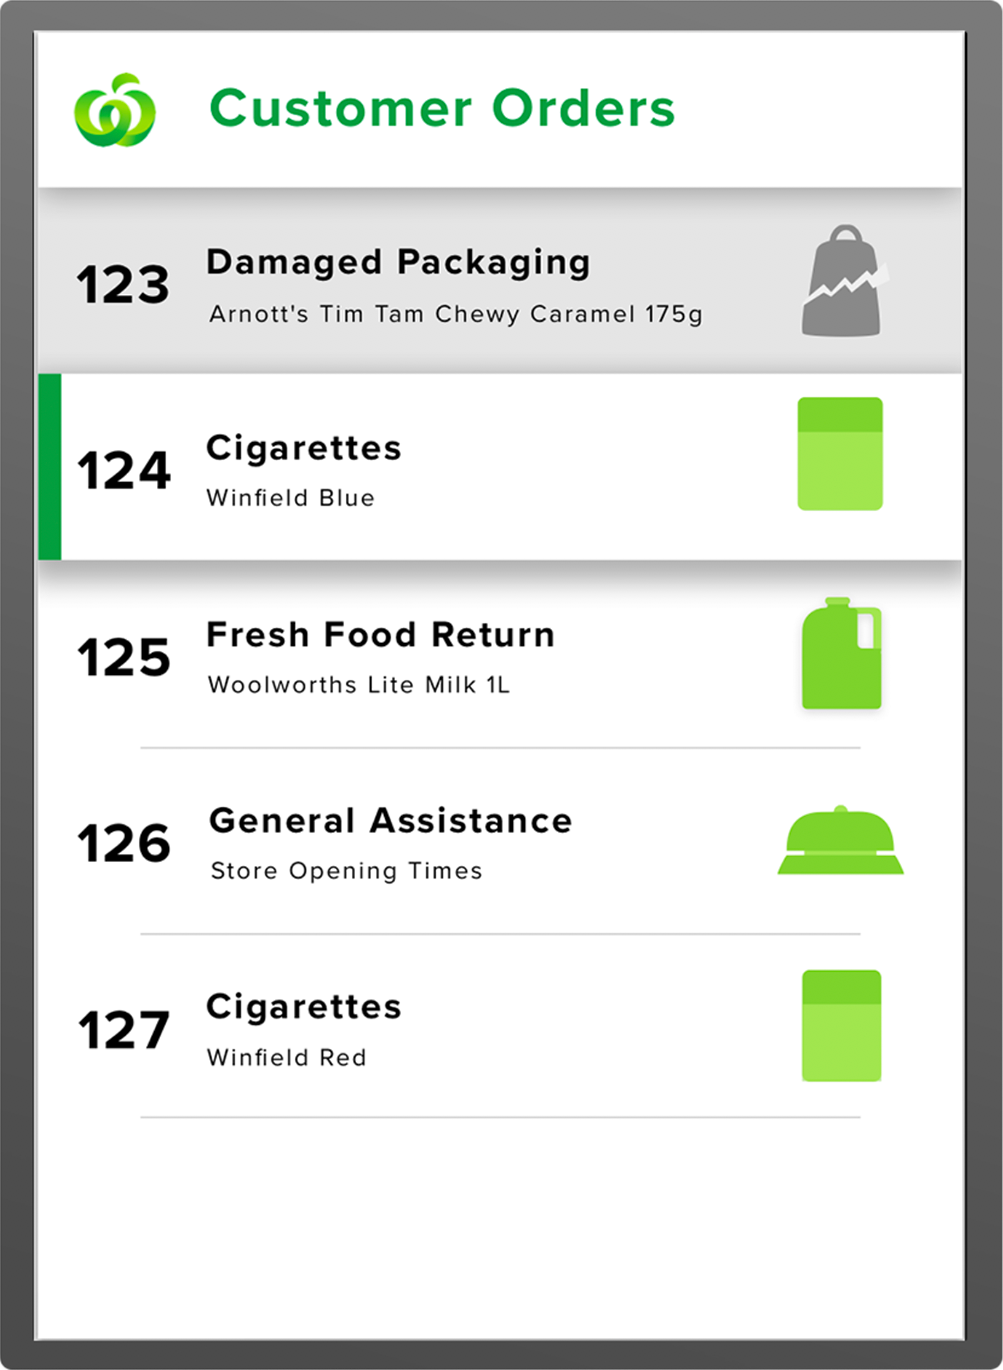 Customer Orders
123
Damaged Packaging
Arnott's Tim Tam Chewy Caramel 175g
124
Cigarettes
Winfield Blue
125
Fresh Food Return
Woolworths Lite Milk 1L
126
General Assistance
Store Opening Times
127
Cigarettes
Winfield Red